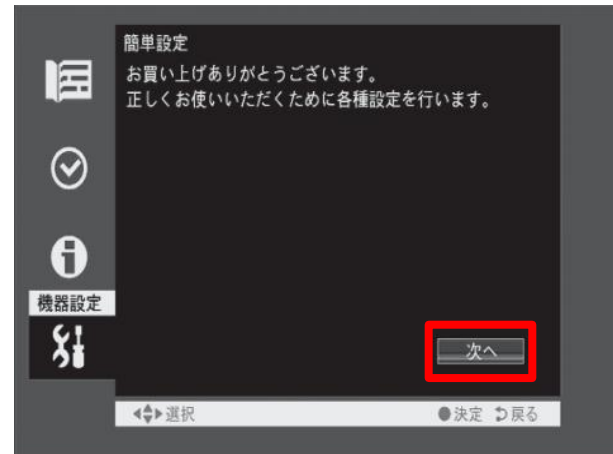 簡単設定
お買い上げありがとうございます。
正しくお使いいただくために各種設定を行います。
機器設定
次へ
選択
決定 戻る